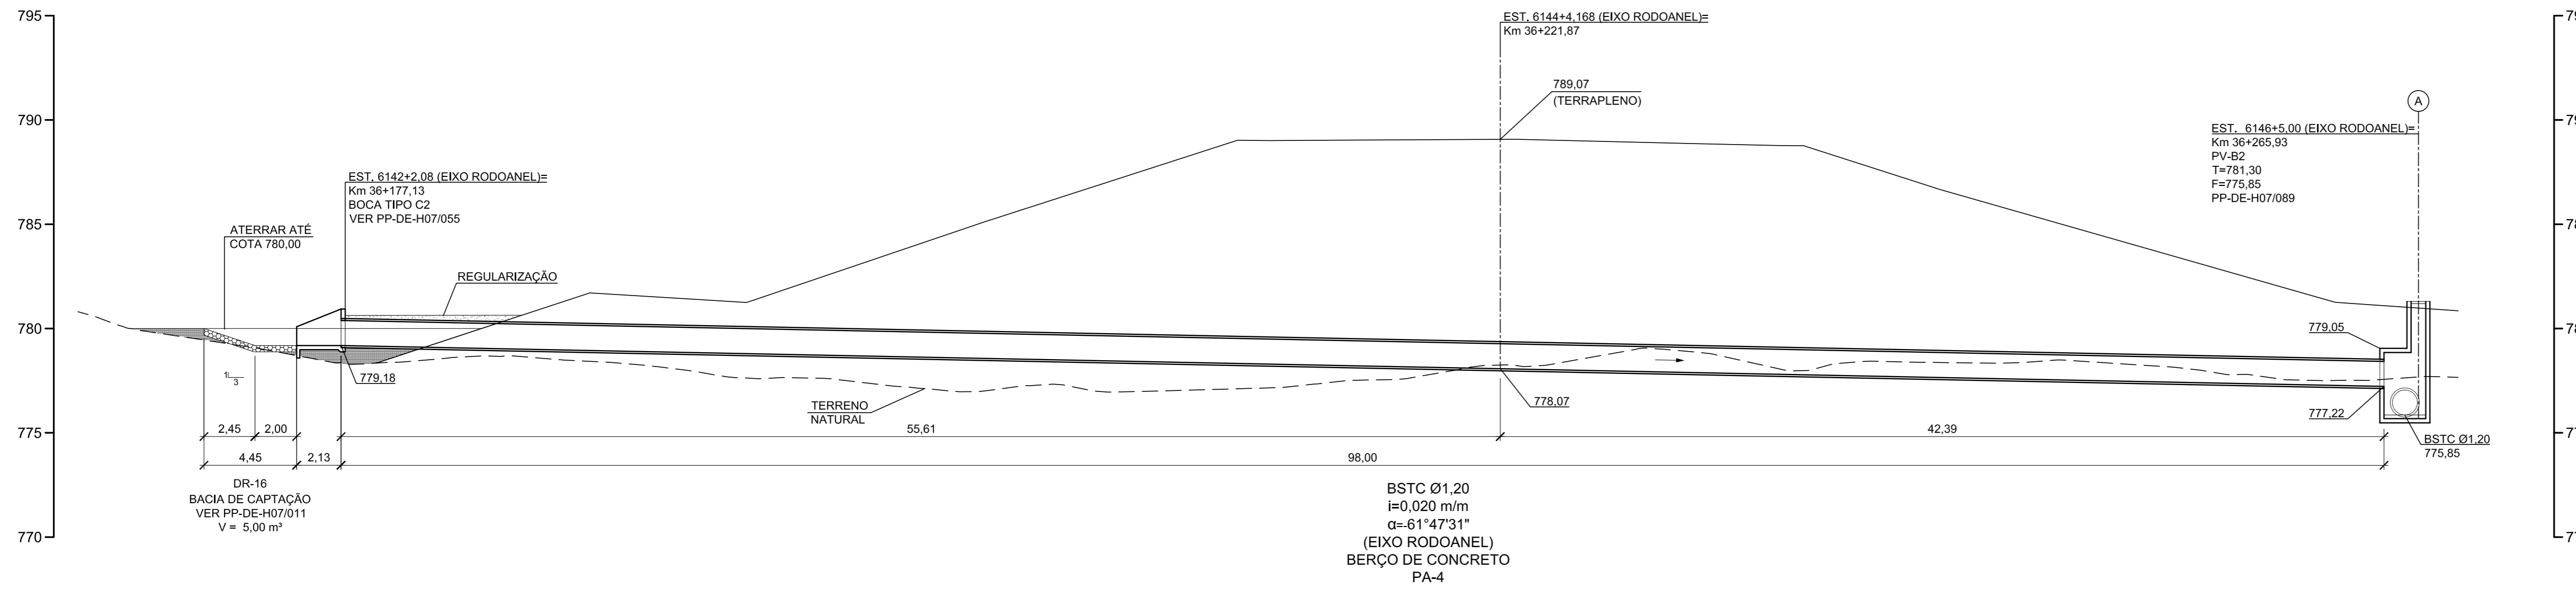 795
790
785
780
775
770
EST. 6144+4,168 (EIXO RODOANEL)=
Km 36+221,87
789,07
(TERRAPLENO)
A
EST. 6146+5,00 (EIXO RODOANEL)=
Km 36+265,93
PV-B2
T=781,30
F=775,85
PP-DE-H07/089
EST. 6142+2,08 (EIXO RODOANEL)=
Km 36+177,13
BOCA TIPO C2
VER PP-DE-H07/055
ATERRAR ATÉ
COTA 780,00
REGULARIZAÇÃO
779,05
1
3
779,18
TERRENO
NATURAL
778,07
777,22
2,45
2,00
55,61
42,39
BSTC Ø1,20
775,85
4,45
2,13
98,00
DR-16
BACIA DE CAPTAÇÃO
VER PP-DE-H07/011
V = 5,00 m³
BSTC Ø1,20
i=0,020 m/m
α=-61°47'31"
(EIXO RODOANEL)
BERÇO DE CONCRETO
PA-4